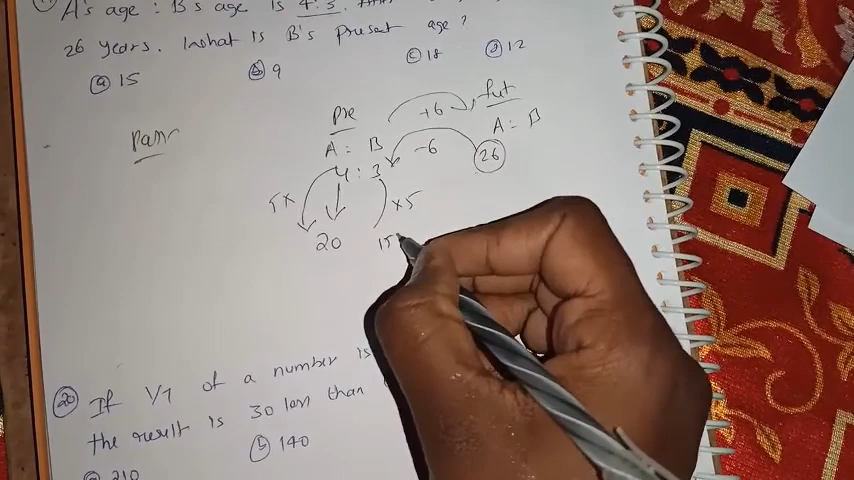 A's age : B's age is 4:3.
26 years. What is B's present age ?
(a) 15 (b) 9 (c) 18 (d) 12
Pre +6 fut
A : B -6 A : B
4 : 3 26
5x x5
20 15
(20) If 1/7 of a number is
the result is 30 less than
(a) 210 (b) 140